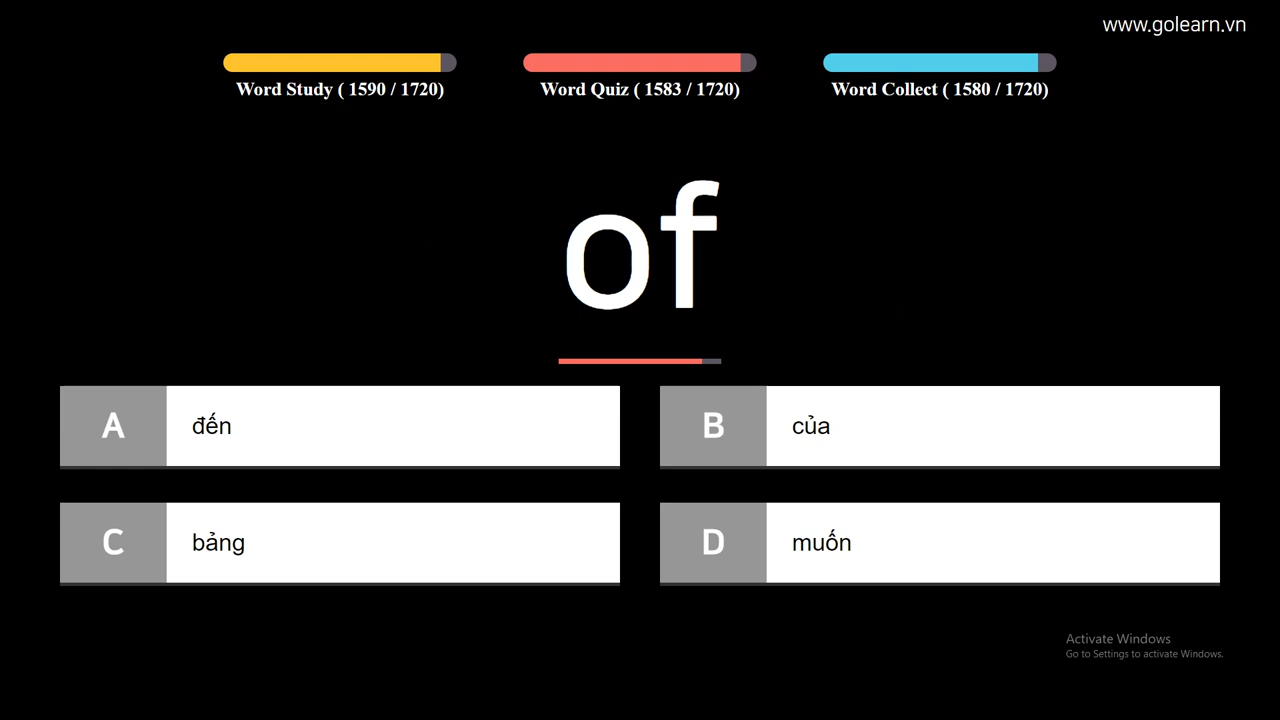 www.golearn.vn
Word Study ( 1590 / 1720)
Word Quiz ( 1583 / 1720)
Word Collect ( 1580 / 1720)
of
A đến
B của
C bảng
D muốn
Activate Windows
Go to Settings to activate Windows.